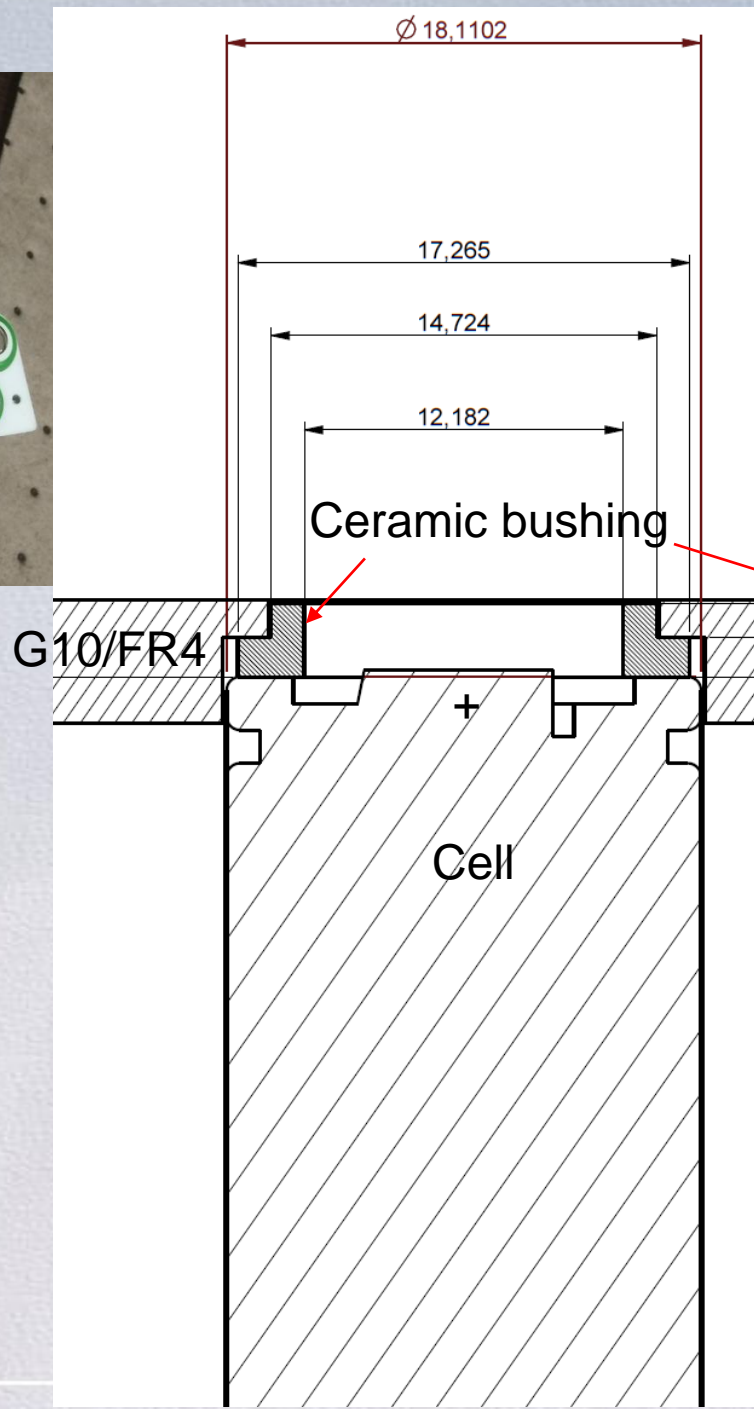 Ø 18,1102
17,265
14,724
12,182
Ceramic bushing
G10/FR4
+
Cell